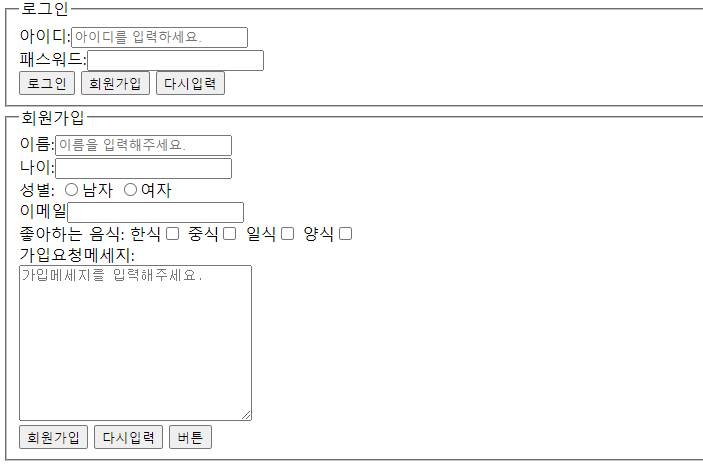 로그인
아이디: 아이디를 입력하세요.
패스워드:
로그인 회원가입 다시입력
회원가입
이름: 이름을 입력해주세요.
나이:
성별: 남자 여자
이메일
좋아하는 음식: 한식 중식 일식 양식
가입요청메세지:
가입메세지를 입력해주세요.
회원가입 다시입력 버튼